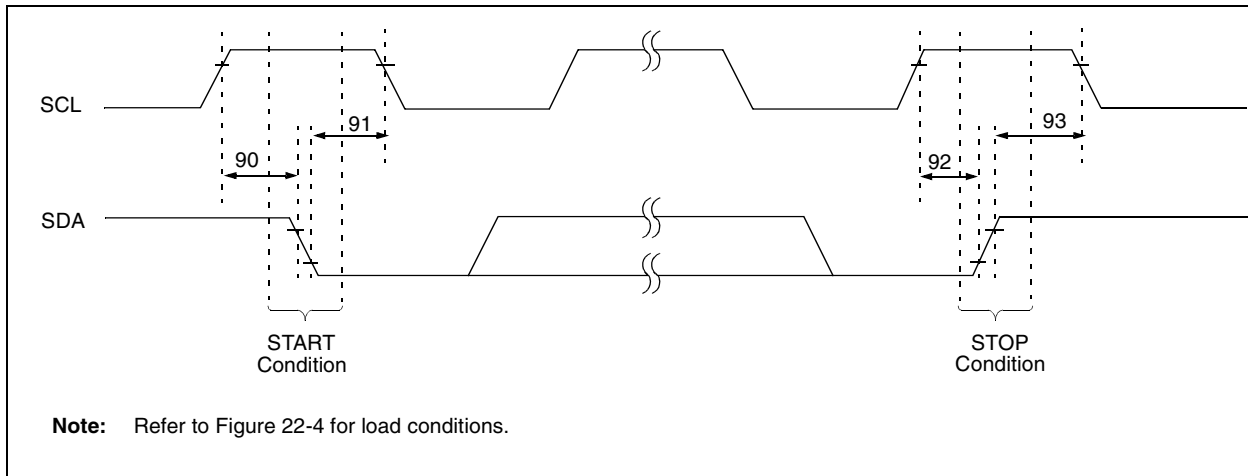 SCL
91
93
90
92
SDA
START
Condition
STOP
Condition
Note: Refer to Figure 22-4 for load conditions.